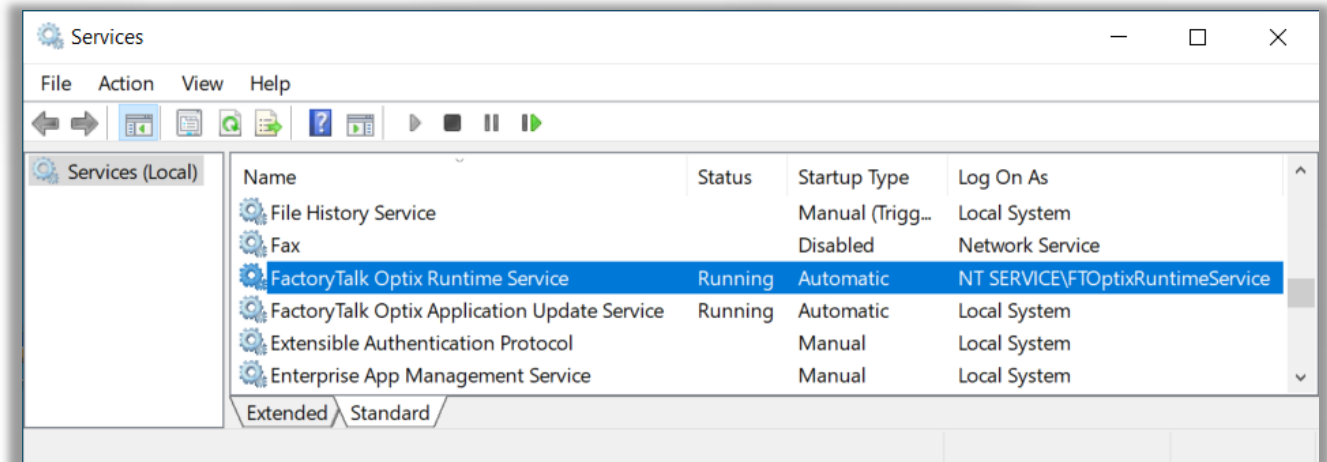 Services
File Action View Help
Services (Local)
Name Status Startup Type Log On As
File History Service Manual (Trigg... Local System
Fax Disabled Network Service
FactoryTalk Optix Runtime Service Running Automatic NT SERVICE\FTOptixRuntimeService
FactoryTalk Optix Application Update Service Running Automatic Local System
Extensible Authentication Protocol Manual Local System
Enterprise App Management Service Manual Local System
Extended Standard